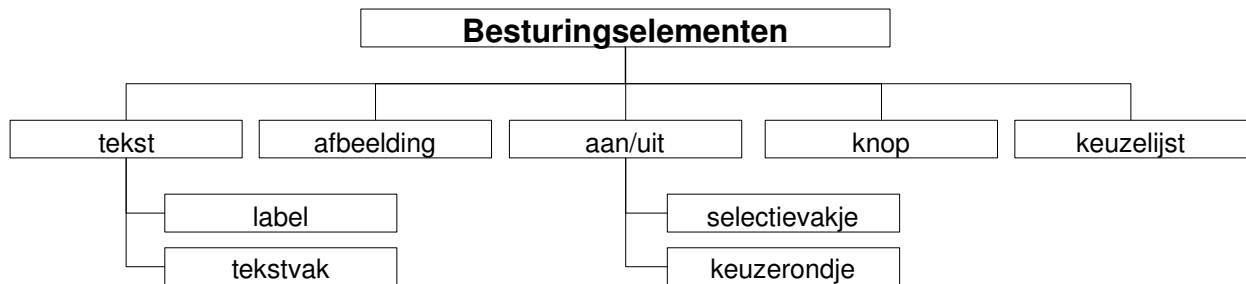 Besturingselementen
tekst
afbeelding
aan/uit
knop
keuzelijst
label
selectievakje
tekstvak
keuzerondje